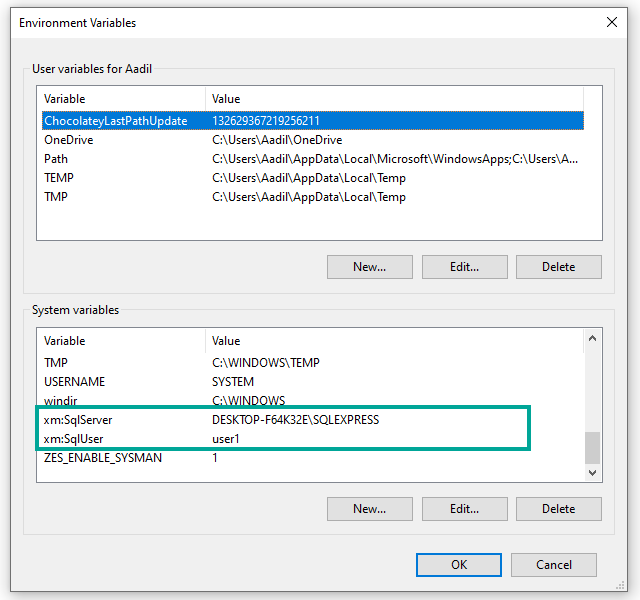 Environment Variables
User variables for Aadil
Variable Value
ChocolateyLastPathUpdate 132629367219256211
OneDrive C:\Users\Aadil\OneDrive
Path C:\Users\Aadil\AppData\Local\Microsoft\WindowsApps;C:\Users\A...
TEMP C:\Users\Aadil\AppData\Local\Temp
TMP C:\Users\Aadil\AppData\Local\Temp
New... Edit... Delete
System variables
Variable Value
TMP C:\WINDOWS\TEMP
USERNAME SYSTEM
windir C:\WINDOWS
xm:SqlServer DESKTOP-F64K32E\SQLEXPRESS
xm:SqlUser user1
ZES_ENABLE_SYSMAN 1
New... Edit... Delete
OK Cancel